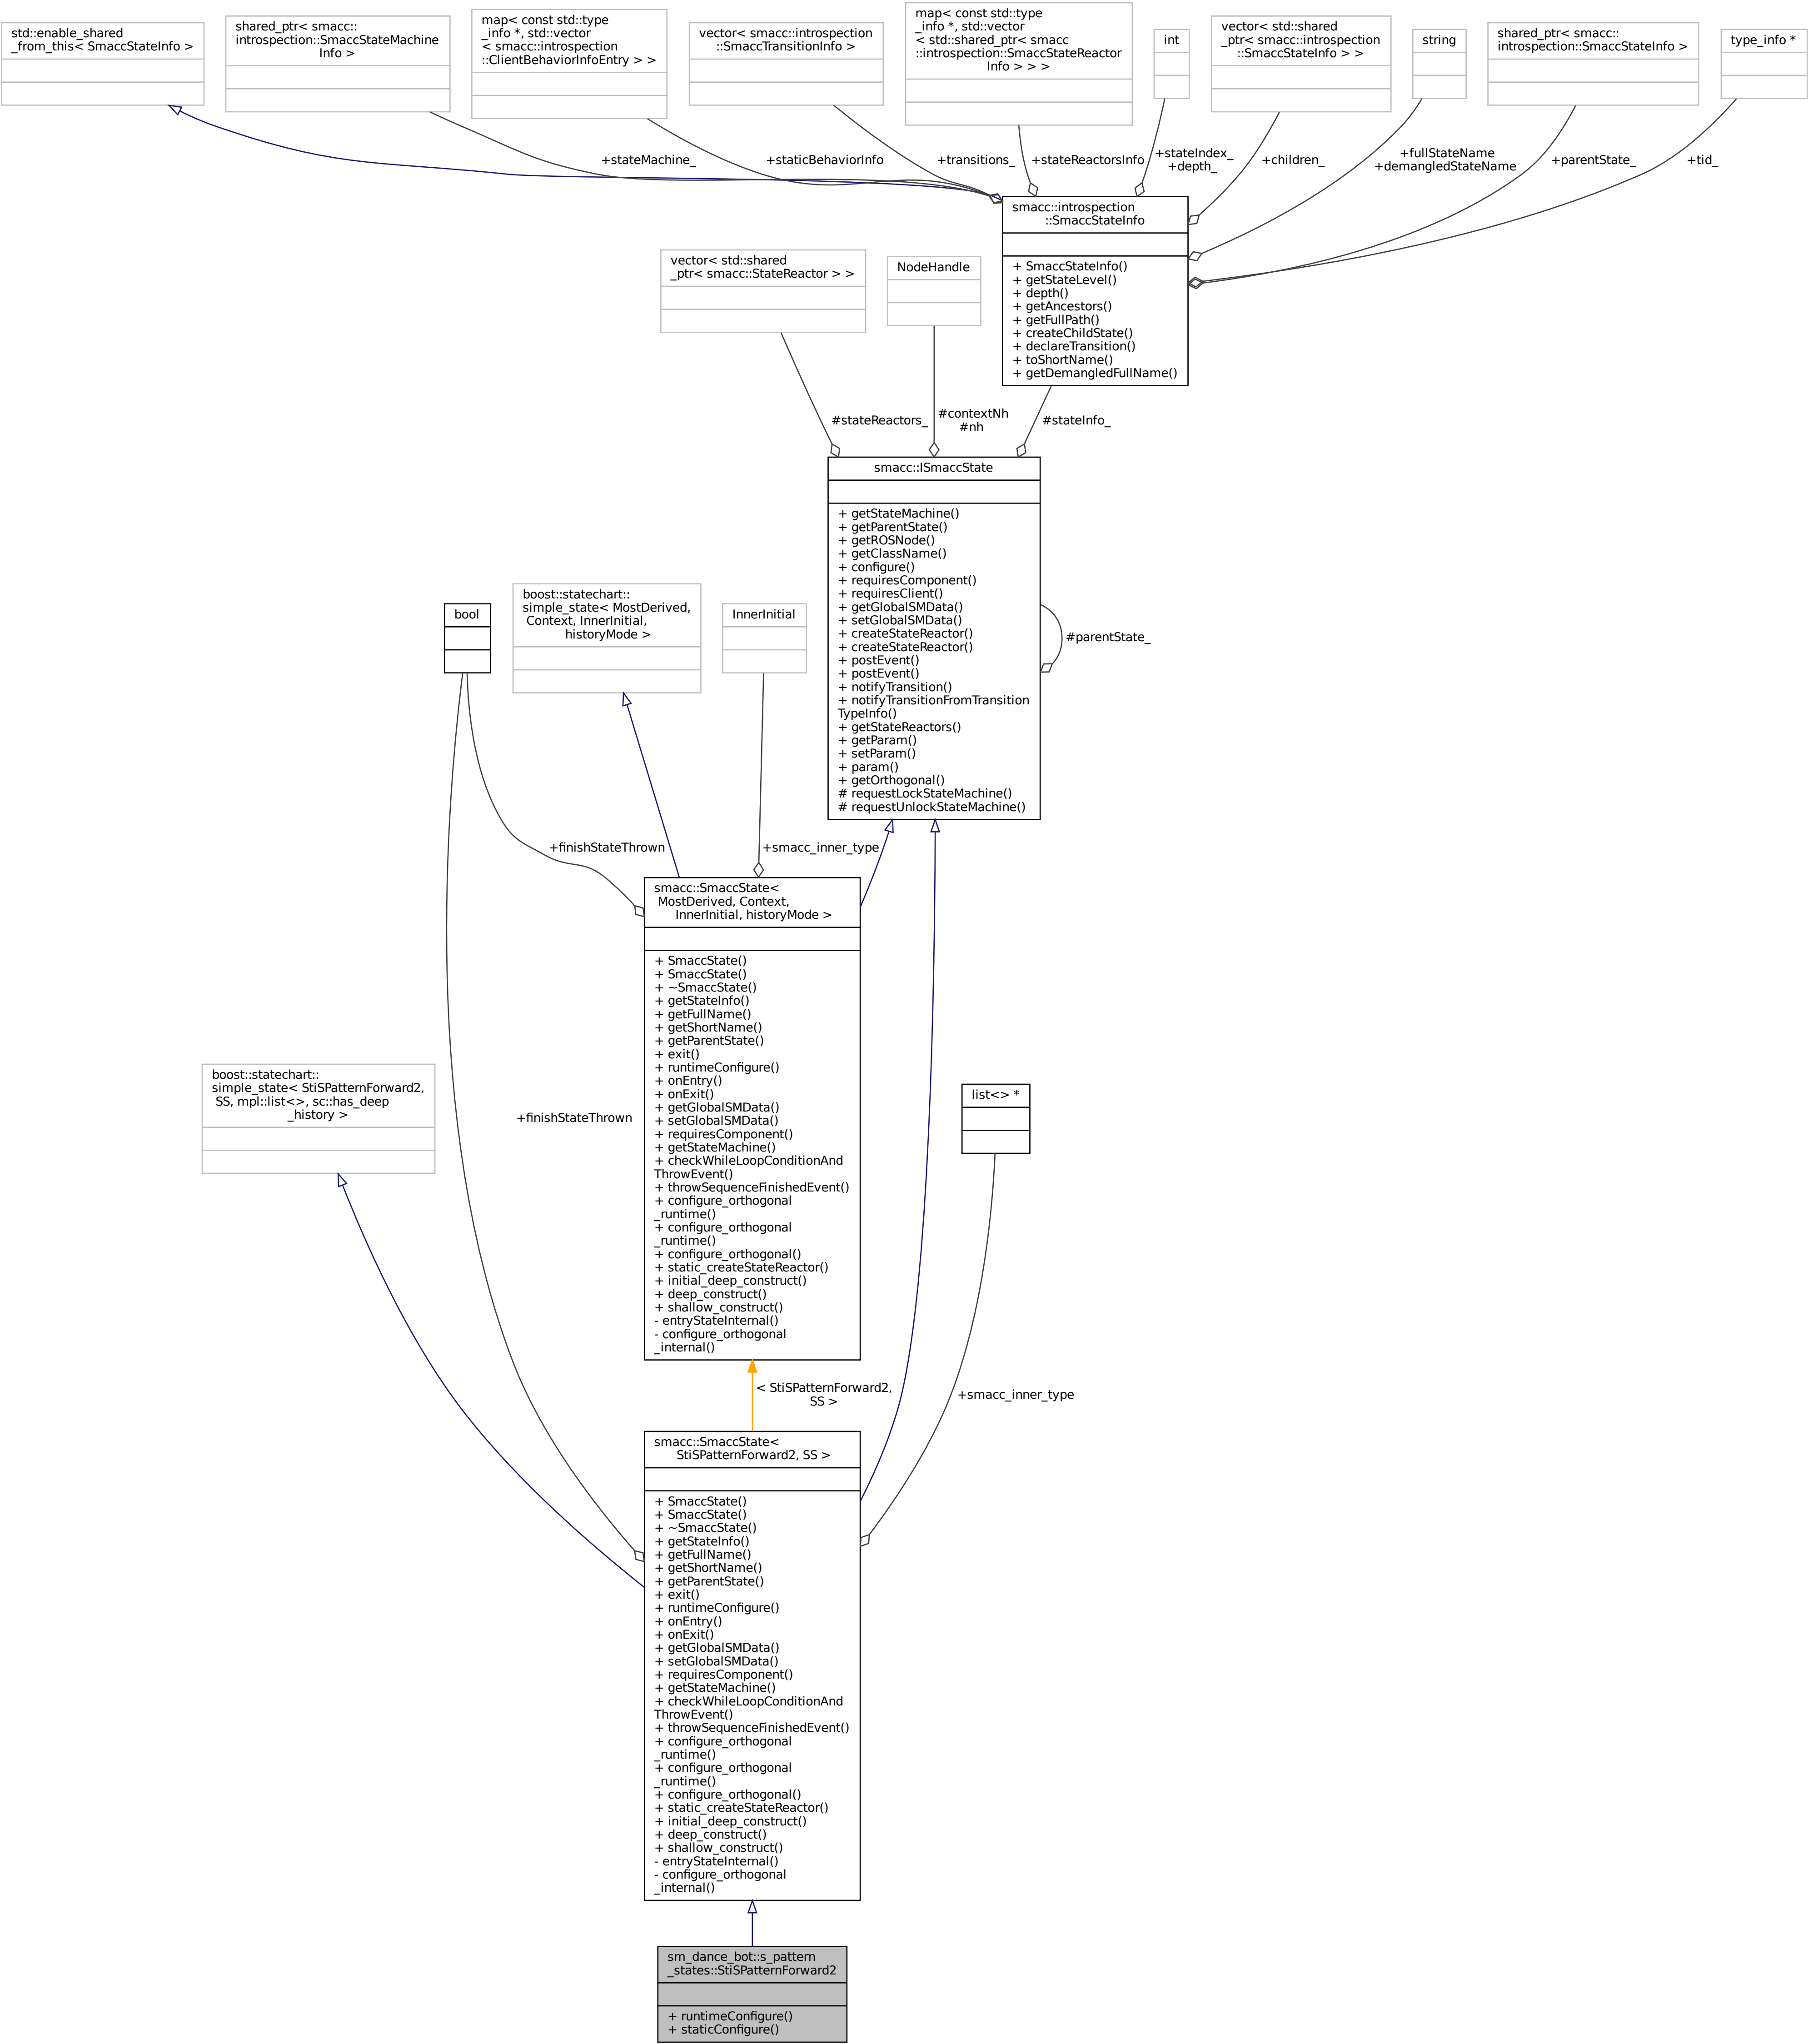 std::enable_shared
_from_this< SmaccStateInfo >
shared_ptr< smacc::
introspection::SmaccStateMachine
Info >
map< const std::type
_info *, std::vector
< smacc::introspection
::ClientBehaviorInfoEntry > >
vector< smacc::introspection
::SmaccTransitionInfo >
map< const std::type
_info *, std::vector
< std::shared_ptr< smacc
::introspection::SmaccStateReactor
Info > > >
int
vector< std::shared
_ptr< smacc::introspection
::SmaccStateInfo > >
string
shared_ptr< smacc::
introspection::SmaccStateInfo >
type_info *
+stateMachine_
+staticBehaviorInfo
+transitions_
+stateReactorsInfo
+stateIndex_
+depth_
+children_
+fullStateName
+demangledStateName
+parentState_
+tid_
smacc::introspection
::SmaccStateInfo
+ SmaccStateInfo()
+ getStateLevel()
+ depth()
+ getAncestors()
+ getFullPath()
+ createChildState()
+ declareTransition()
+ toShortName()
+ getDemangledFullName()
vector< std::shared
_ptr< smacc::StateReactor > >
NodeHandle
#stateReactors_
#contextNh
#nh
#stateInfo_
smacc::ISmaccState
+ getStateMachine()
+ getParentState()
+ getROSNode()
+ getClassName()
+ configure()
+ requiresComponent()
+ requiresClient()
+ getGlobalSMData()
+ setGlobalSMData()
+ createStateReactor()
+ createStateReactor()
+ postEvent()
+ postEvent()
+ notifyTransition()
+ notifyTransitionFromTransition
TypeInfo()
+ getStateReactors()
+ getParam()
+ setParam()
+ param()
+ getOrthogonal()
# requestLockStateMachine()
# requestUnlockStateMachine()
#parentState_
bool
boost::statechart::
simple_state< MostDerived,
Context, InnerInitial,
historyMode >
InnerInitial
+finishStateThrown
+smacc_inner_type
smacc::SmaccState<
MostDerived, Context,
InnerInitial, historyMode >
+ SmaccState()
+ SmaccState()
+ ~SmaccState()
+ getStateInfo()
+ getFullName()
+ getShortName()
+ getParentState()
+ exit()
+ runtimeConfigure()
+ onEntry()
+ onExit()
+ getGlobalSMData()
+ setGlobalSMData()
+ requiresComponent()
+ getStateMachine()
+ checkWhileLoopConditionAnd
ThrowEvent()
+ throwSequenceFinishedEvent()
+ configure_orthogonal
_runtime()
+ configure_orthogonal
_runtime()
+ configure_orthogonal()
+ static_createStateReactor()
+ initial_deep_construct()
+ deep_construct()
+ shallow_construct()
- entryStateInternal()
- configure_orthogonal
_internal()
boost::statechart::
simple_state< StiSPatternForward2,
SS, mpl::list<>, sc::has_deep
_history >
+finishStateThrown
list<> *
< StiSPatternForward2,
SS >
+smacc_inner_type
smacc::SmaccState<
StiSPatternForward2, SS >
+ SmaccState()
+ SmaccState()
+ ~SmaccState()
+ getStateInfo()
+ getFullName()
+ getShortName()
+ getParentState()
+ exit()
+ runtimeConfigure()
+ onEntry()
+ onExit()
+ getGlobalSMData()
+ setGlobalSMData()
+ requiresComponent()
+ getStateMachine()
+ checkWhileLoopConditionAnd
ThrowEvent()
+ throwSequenceFinishedEvent()
+ configure_orthogonal
_runtime()
+ configure_orthogonal
_runtime()
+ configure_orthogonal()
+ static_createStateReactor()
+ initial_deep_construct()
+ deep_construct()
+ shallow_construct()
- entryStateInternal()
- configure_orthogonal
_internal()
sm_dance_bot::s_pattern
_states::StiSPatternForward2
+ runtimeConfigure()
+ staticConfigure()